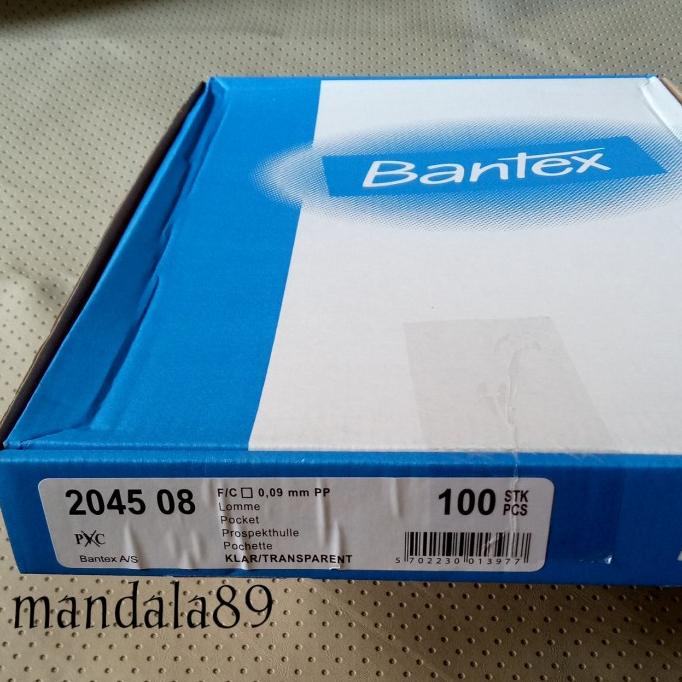 Bantex
2045 08
F/C □ 0,09 mm PP
Lomme
Pocket
Prospekthulle
Pochette
KLAR/TRANSPARENT
100 STK PCS
PVC
Bantex A/S
5 702230 013977
mandala89